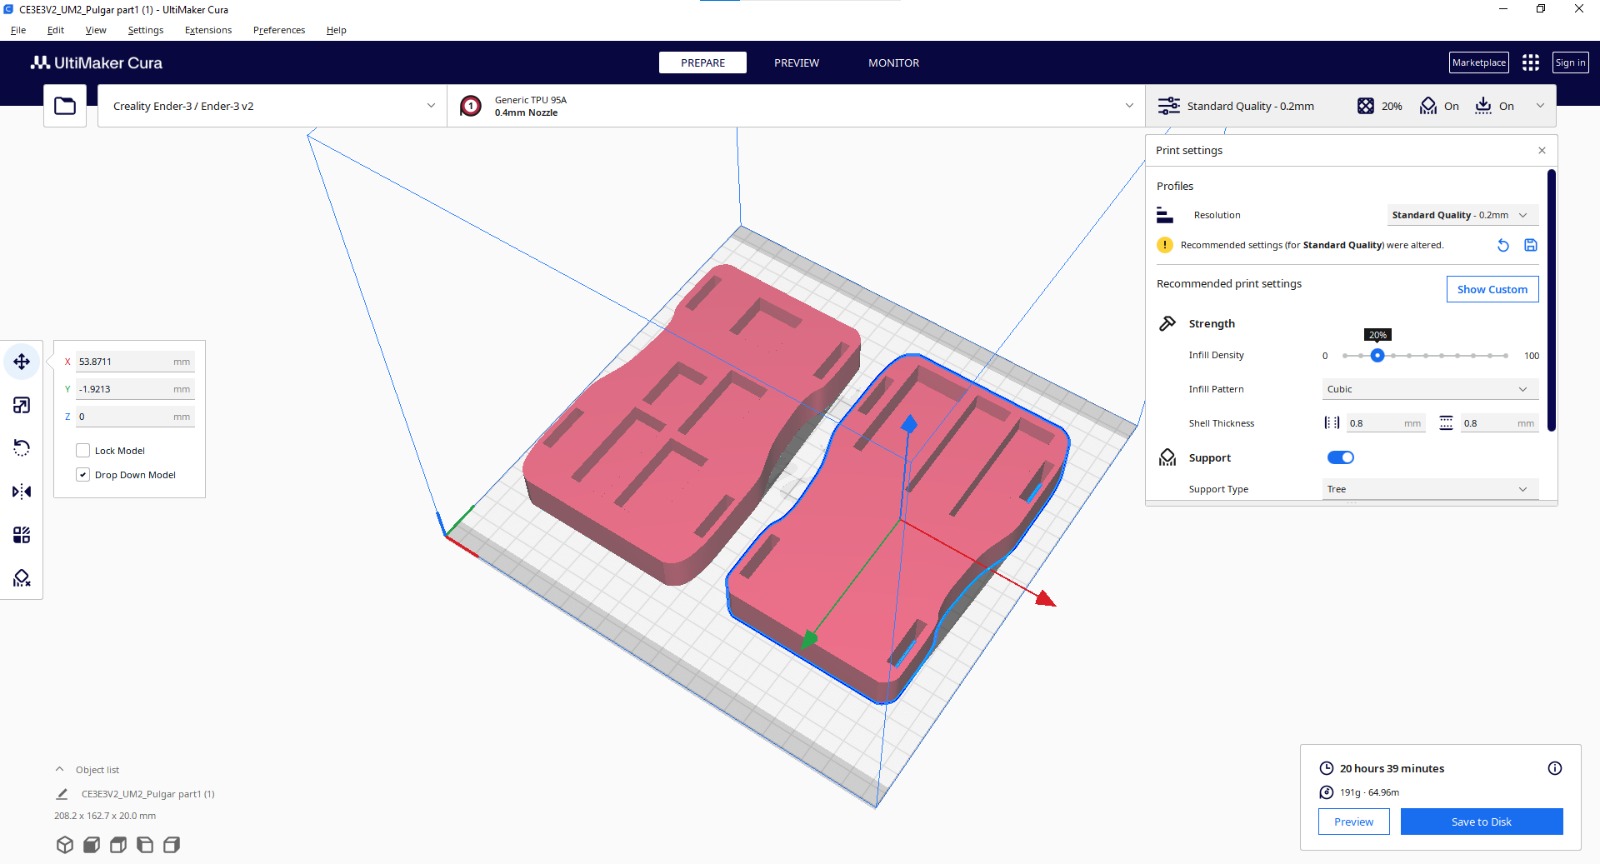 CE3E3V2_UM2_Pulgar part1 (1) - UltiMaker Cura
File Edit View Settings Extensions Preferences Help
UltiMaker Cura
PREPARE PREVIEW MONITOR
Marketplace Sign in
Creality Ender-3 / Ender-3 v2
1 Generic TPU 95A
0.4mm Nozzle
Standard Quality - 0.2mm 20% On On
Print settings
Profiles
Resolution Standard Quality - 0.2mm
! Recommended settings (for Standard Quality) were altered.
Recommended print settings Show Custom
Strength
20%
Infill Density 0 100
Infill Pattern Cubic
Shell Thickness 0.8 mm 0.8 mm
Support
Support Type Tree
X 53.8711 mm
Y -1.9213 mm
Z 0 mm
Lock Model
Drop Down Model
Object list
CE3E3V2_UM2_Pulgar part1 (1)
208.2 x 162.7 x 20.0 mm
20 hours 39 minutes
191g · 64.96m
Preview Save to Disk